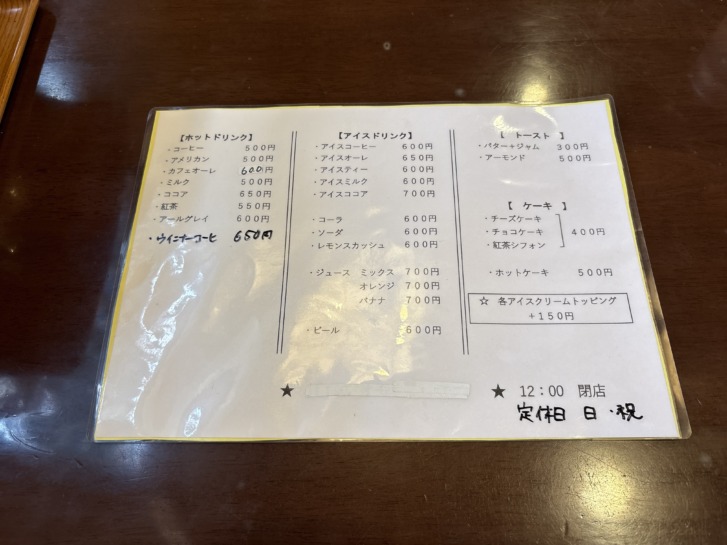 【ホットドリンク】
・コーヒー　５００円
・アメリカン　５００円
・カフェオーレ　600円
・ミルク　５００円
・ココア　６５０円
・紅茶　５５０円
・アールグレイ　６００円
・ウインナーコーヒ　650円
【アイスドリンク】
・アイスコーヒー　６００円
・アイスオーレ　６５０円
・アイスティー　６００円
・アイスミルク　６００円
・アイスココア　７００円
・コーラ　６００円
・ソーダ　６００円
・レモンスカッシュ　６００円
・ジュース　ミックス　７００円
オレンジ　７００円
バナナ　７００円
・ビール　６００円
【　トースト　】
・バター＋ジャム　３００円
・アーモンド　５００円
【　ケーキ　】
・チーズケーキ
・チョコケーキ　４００円
・紅茶シフォン
・ホットケーキ　５００円
☆　各アイスクリームトッピング
＋１５０円
★
★　12：00　閉店
定休日　日・祝